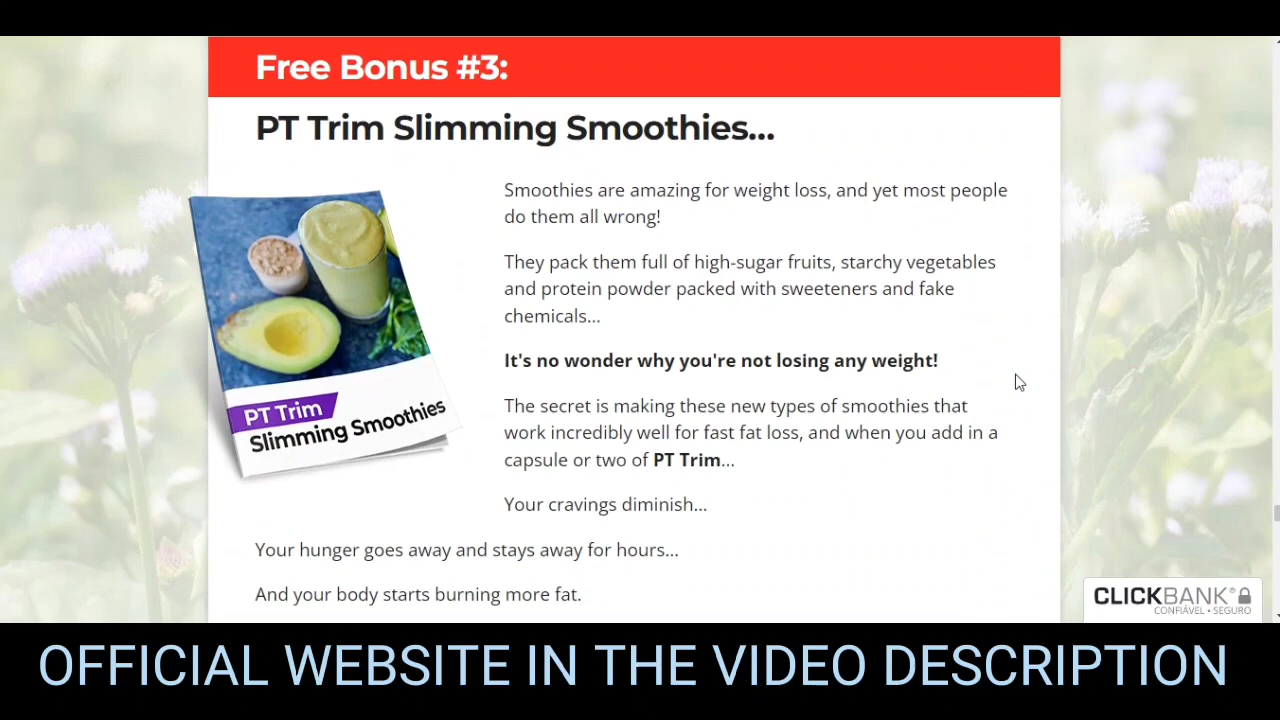 Free Bonus #3:
PT Trim Slimming Smoothies...
Smoothies are amazing for weight loss, and yet most people
do them all wrong!
They pack them full of high-sugar fruits, starchy vegetables
and protein powder packed with sweeteners and fake
chemicals...
It's no wonder why you're not losing any weight!
The secret is making these new types of smoothies that
work incredibly well for fast fat loss, and when you add in a
capsule or two of PT Trim...
Your cravings diminish...
Your hunger goes away and stays away for hours...
And your body starts burning more fat.
PT Trim
Slimming Smoothies
CLICKBANK®
CONFIÁVEL • SEGURO
OFFICIAL WEBSITE IN THE VIDEO DESCRIPTION